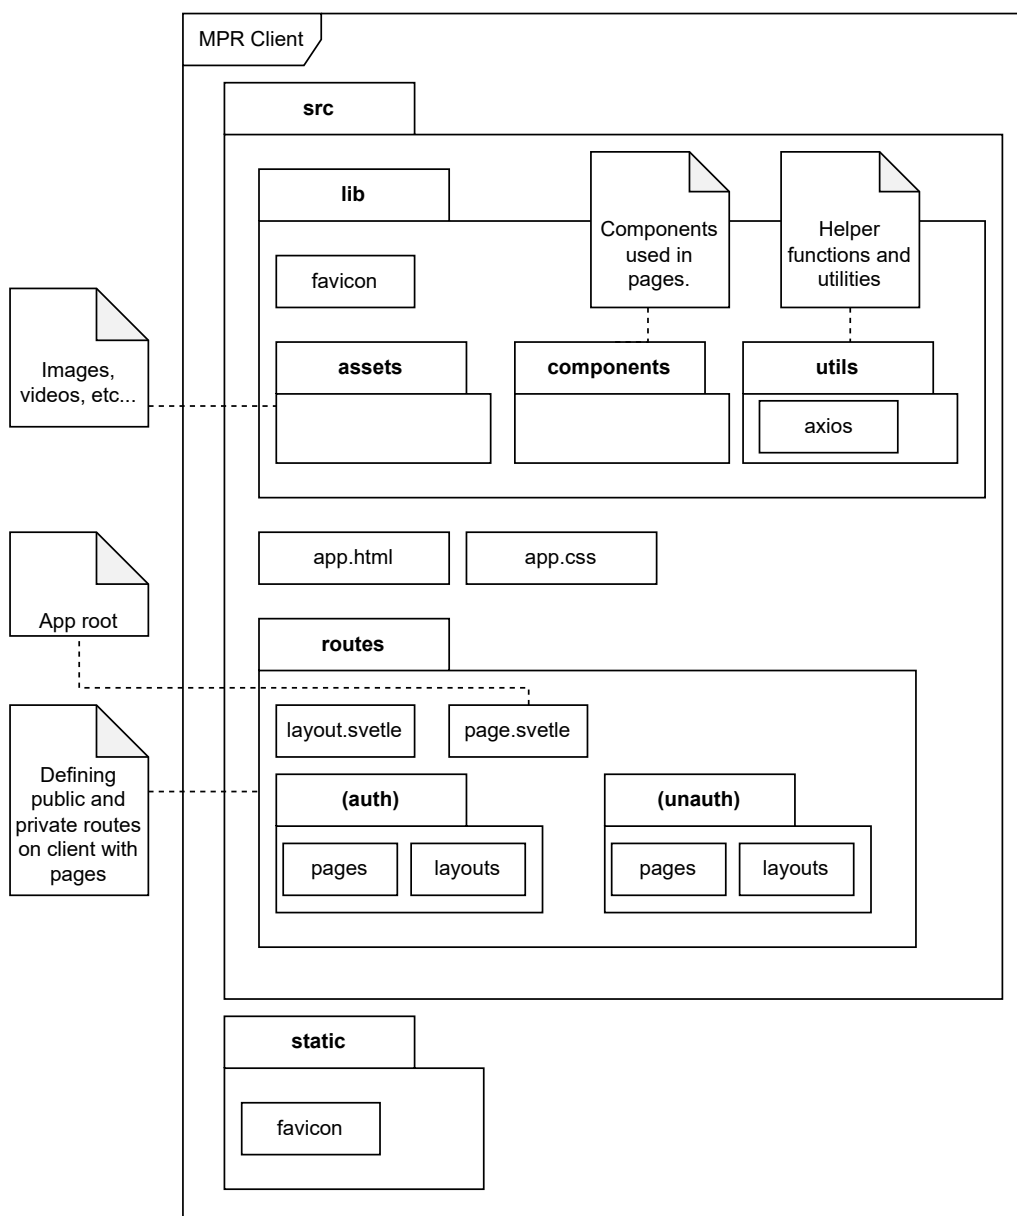 MPR Client
src
lib
Components
used in
pages.
Helper
functions and
utilities
favicon
Images,
videos, etc...
assets
components
utils
axios
app.html
app.css
App root
routes
layout.svetle
page.svetle
Defining
public and
private routes
on client with
pages
(auth)
(unauth)
pages
layouts
pages
layouts
static
favicon